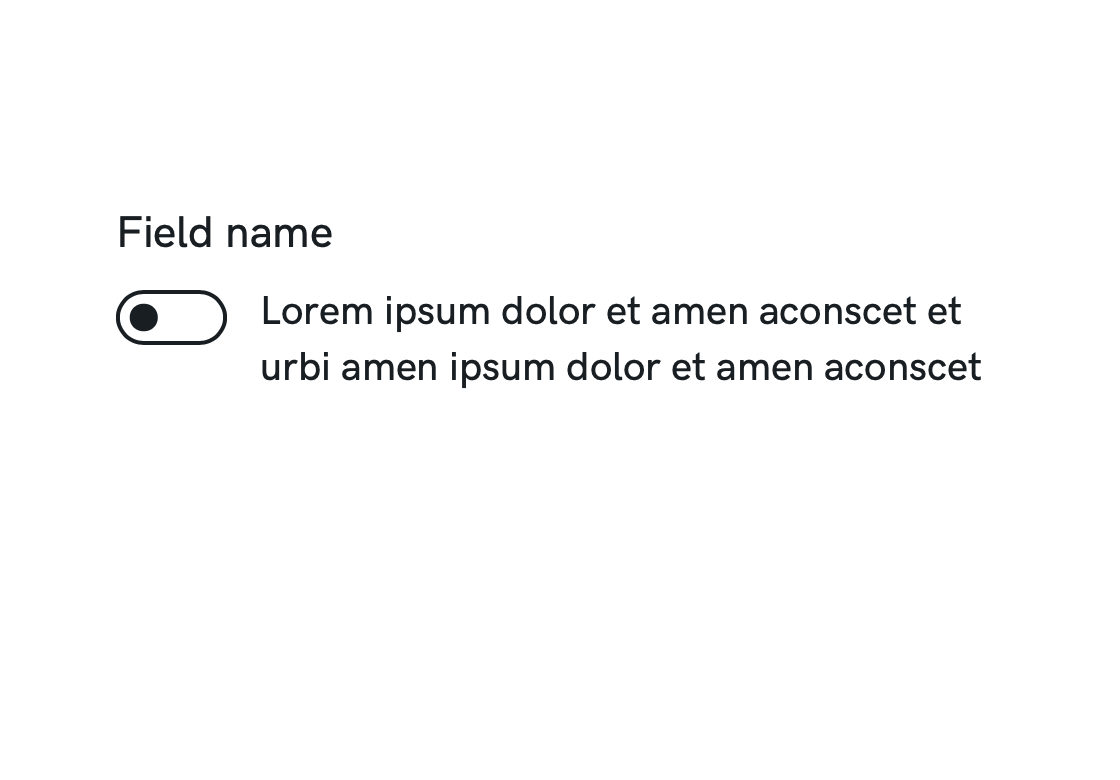 Field name
Lorem ipsum dolor et amen aconscet et
urbi amen ipsum dolor et amen aconscet